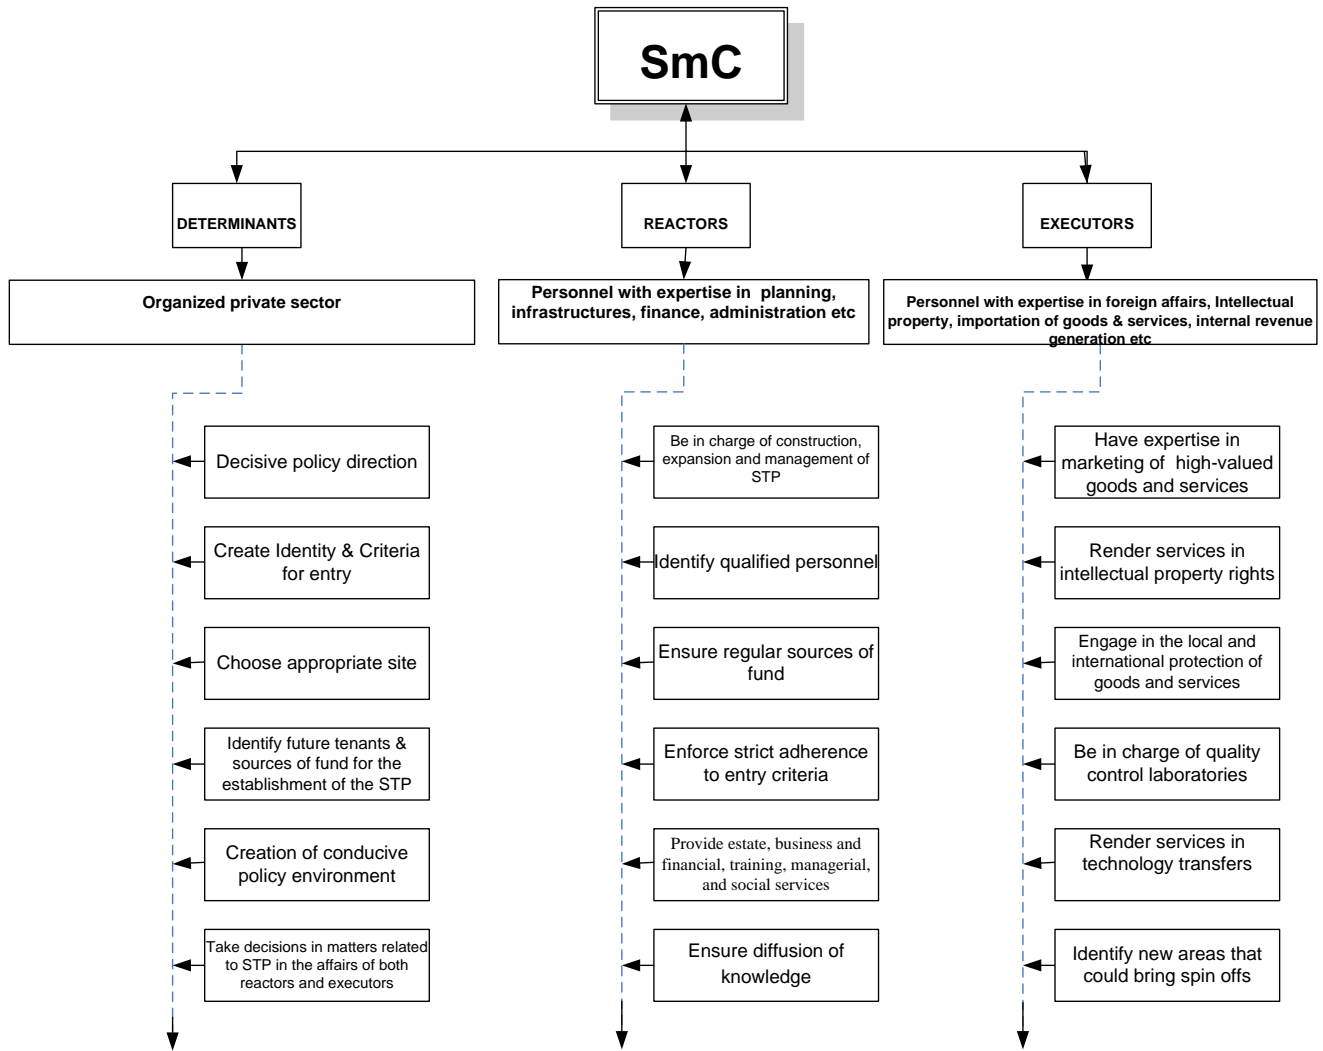 SmC
DETERMINANTS
REACTORS
EXECUTORS
Organized private sector
Personnel with expertise in planning,
infrastructures, finance, administration etc
Personnel with expertise in foreign affairs, Intellectual
property, importation of goods & services, internal revenue
generation etc
Decisive policy direction
Create Identity & Criteria
for entry
Choose appropriate site
Identify future tenants &
sources of fund for the
establishment of the STP
Creation of conducive
policy environment
Take decisions in matters related
to STP in the affairs of both
reactors and executors
Be in charge of construction,
expansion and management of
STP
Identify qualified personnel
Ensure regular sources of
fund
Enforce strict adherence
to entry criteria
Provide estate, business and
financial, training, managerial,
and social services
Ensure diffusion of
knowledge
Have expertise in
marketing of high-valued
goods and services
Render services in
intellectual property rights
Engage in the local and
international protection of
goods and services
Be in charge of quality
control laboratories
Render services in
technology transfers
Identify new areas that
could bring spin offs